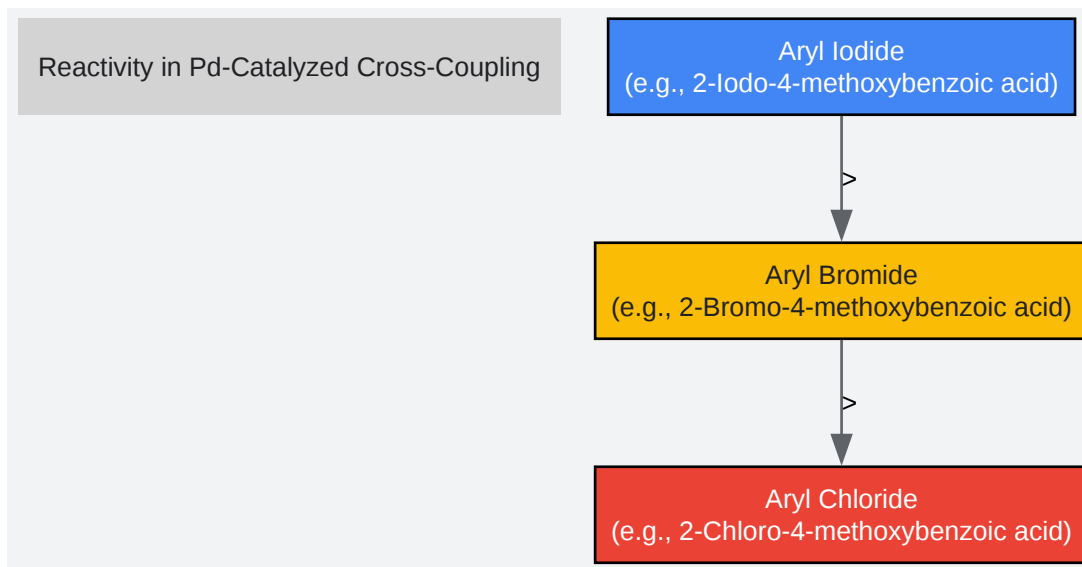 Reactivity in Pd-Catalyzed Cross-Coupling
Aryl Iodide
(e.g., 2-Iodo-4-methoxybenzoic acid)
>
Aryl Bromide
(e.g., 2-Bromo-4-methoxybenzoic acid)
>
Aryl Chloride
(e.g., 2-Chloro-4-methoxybenzoic acid)